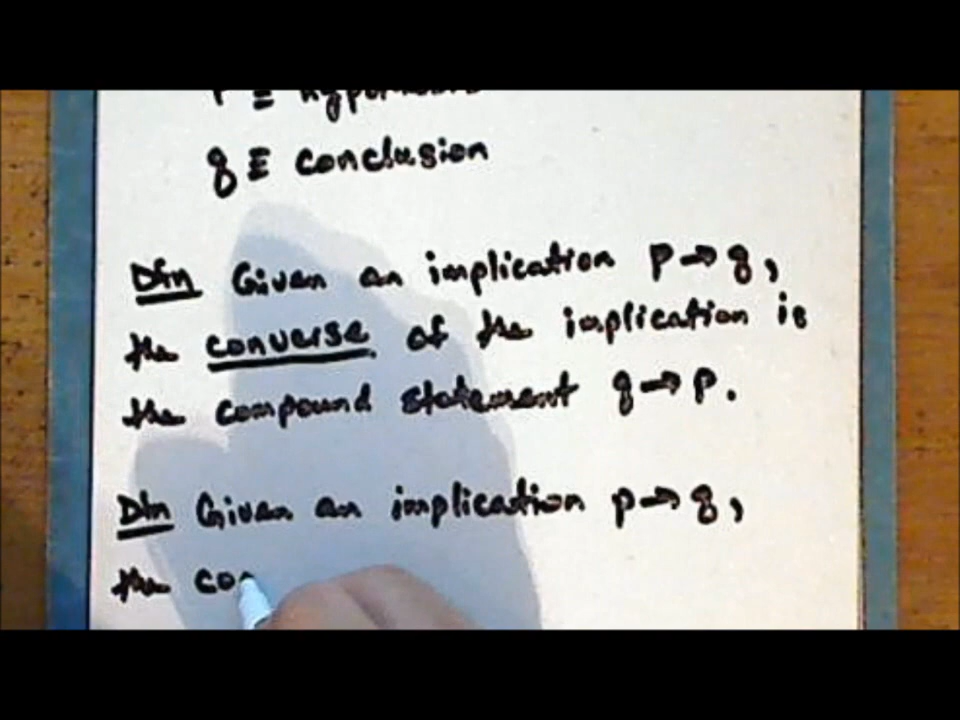 q ≡ conclusion
Dfn Given an implication p → q,
the converse of the implication is
the compound statement q → p.
Dfn Given an implication p → q,
the co